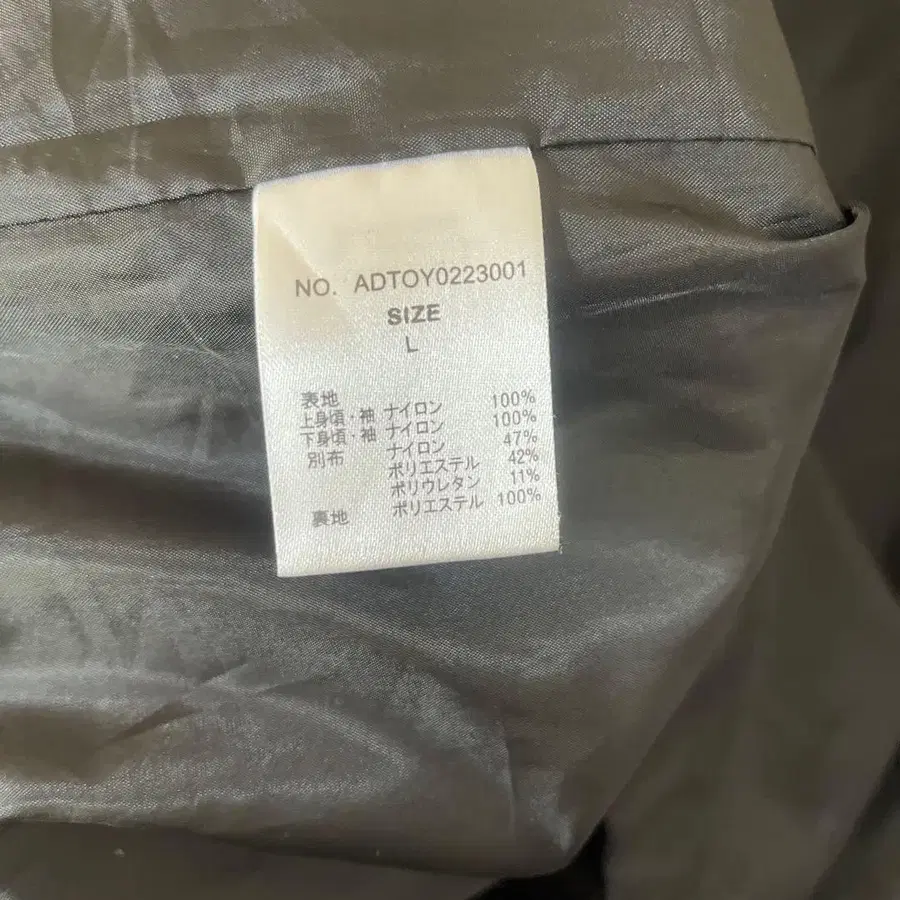 NO. ADTOY0223001
SIZE
L
表地
上身頃・袖 ナイロン 100%
下身頃・袖 ナイロン 100%
別布 ナイロン 47%
ポリエステル 42%
ポリウレタン 11%
裏地 ポリエステル 100%